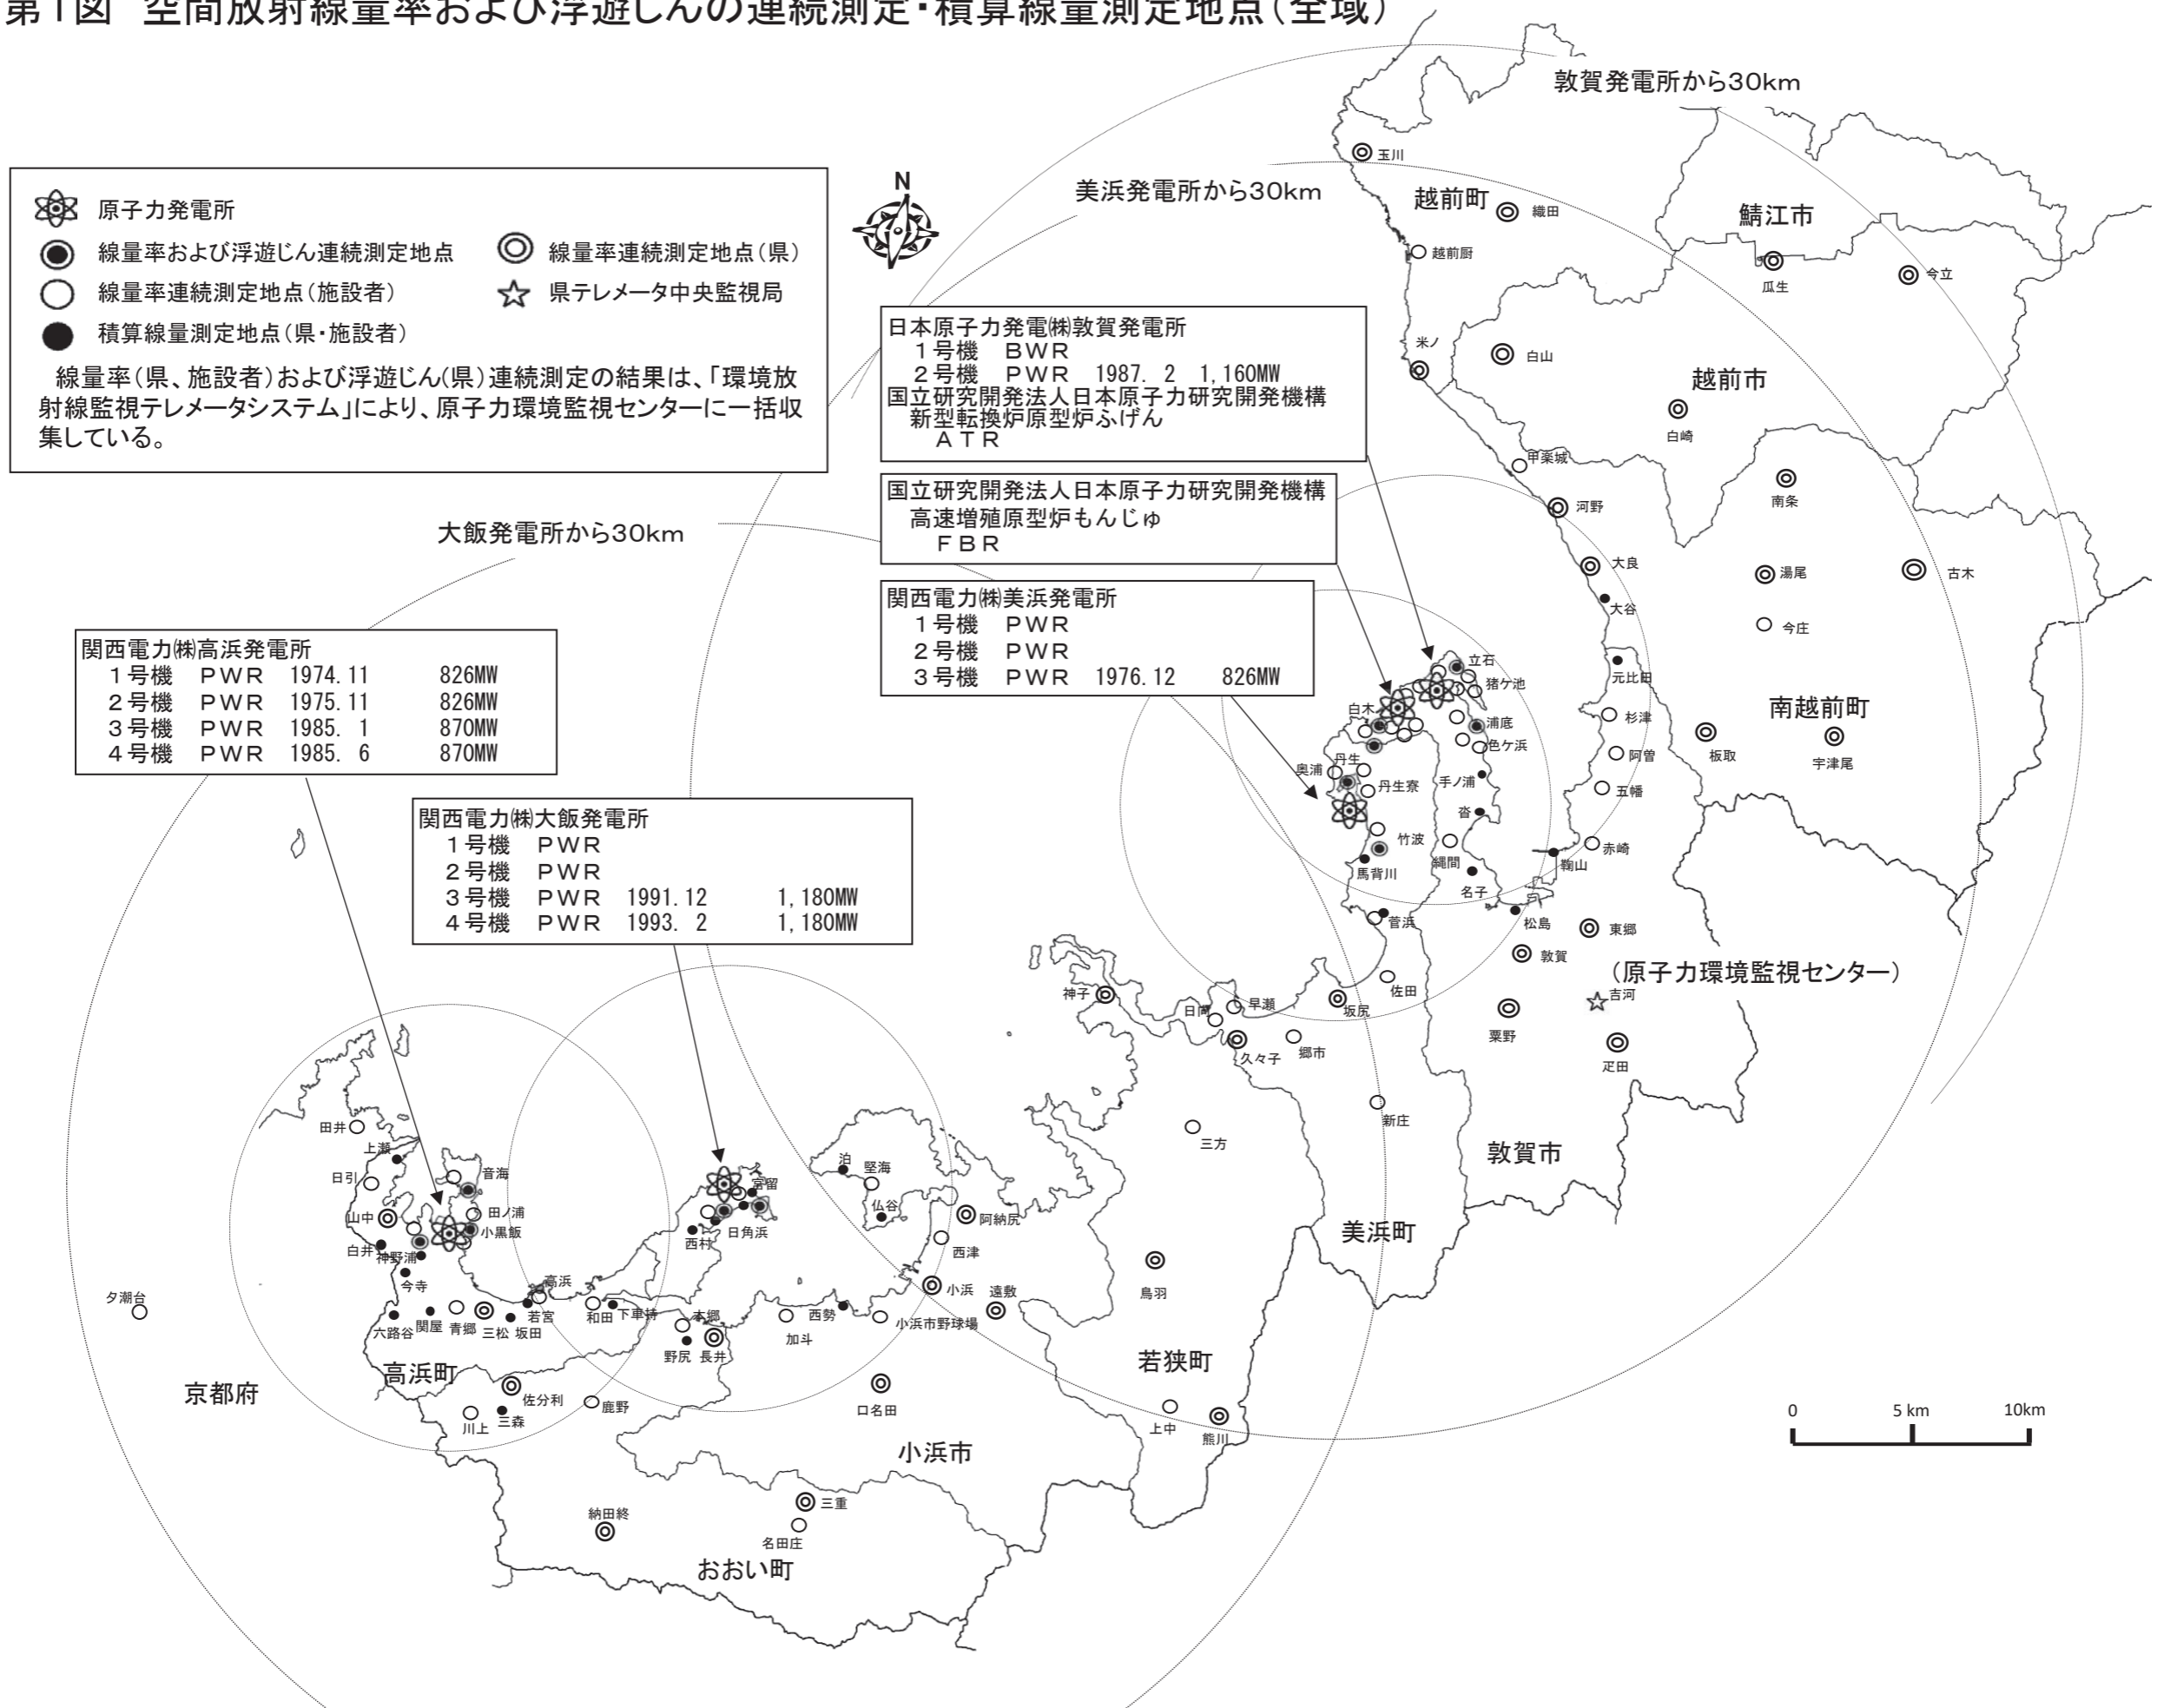 第1図 空間放射線量率および浮遊じんの連続測定・積算線量測定地点(全域)
敦賀発電所から30km
美浜発電所から30km
大飯発電所から30km
N
原子力発電所
線量率および浮遊じん連続測定地点
線量率連続測定地点(県)
線量率連続測定地点(施設者)
県テレメータ中央監視局
積算線量測定地点(県・施設者)
線量率(県、施設者)および浮遊じん(県)連続測定の結果は、「環境放
射線監視テレメータシステム」により、原子力環境監視センターに一括収
集している。
日本原子力発電㈱敦賀発電所
1号機 BWR
2号機 PWR 1987. 2 1,160MW
国立研究開発法人日本原子力研究開発機構
新型転換炉原型炉ふげん
ATR
国立研究開発法人日本原子力研究開発機構
高速増殖原型炉もんじゅ
FBR
関西電力㈱美浜発電所
1号機 PWR
2号機 PWR
3号機 PWR 1976.12 826MW
関西電力㈱高浜発電所
1号機 PWR 1974.11 826MW
2号機 PWR 1975.11 826MW
3号機 PWR 1985. 1 870MW
4号機 PWR 1985. 6 870MW
関西電力㈱大飯発電所
1号機 PWR
2号機 PWR
3号機 PWR 1991.12 1,180MW
4号機 PWR 1993. 2 1,180MW
玉川
越前町
織田
鯖江市
越前厨
瓜生
今立
米ノ
白山
越前市
白崎
甲楽城
南条
河野
大良
湯尾
古木
大谷
今庄
立石
元比田
猪ケ池
白木
杉津
南越前町
浦底
色ケ浜
阿曽
板取
宇津尾
丹生
奥浦
丹生寮
手ノ浦
五幡
沓
竹波
縄間
赤崎
馬背川
鞠山
名子
菅浜
松島
東郷
敦賀
(原子力環境監視センター)
佐田
吉河
神子
早瀬
日向
坂尻
粟野
久々子
郷市
疋田
新庄
三方
敦賀市
田井
上瀬
日引
音海
泊
堅海
宮留
山中
田ノ浦
仏谷
阿納尻
小黒飯
日角浜
西村
白井
神野浦
西津
美浜町
今寺
高浜
小浜
遠敷
鳥羽
夕潮台
六路谷
関屋
青郷
三松
坂田
若宮
和田
下車持
本郷
西勢
加斗
小浜市野球場
野尻
長井
若狭町
高浜町
京都府
佐分利
鹿野
口名田
川上
三森
上中
熊川
0
5 km
10km
小浜市
三重
納田終
名田庄
おおい町